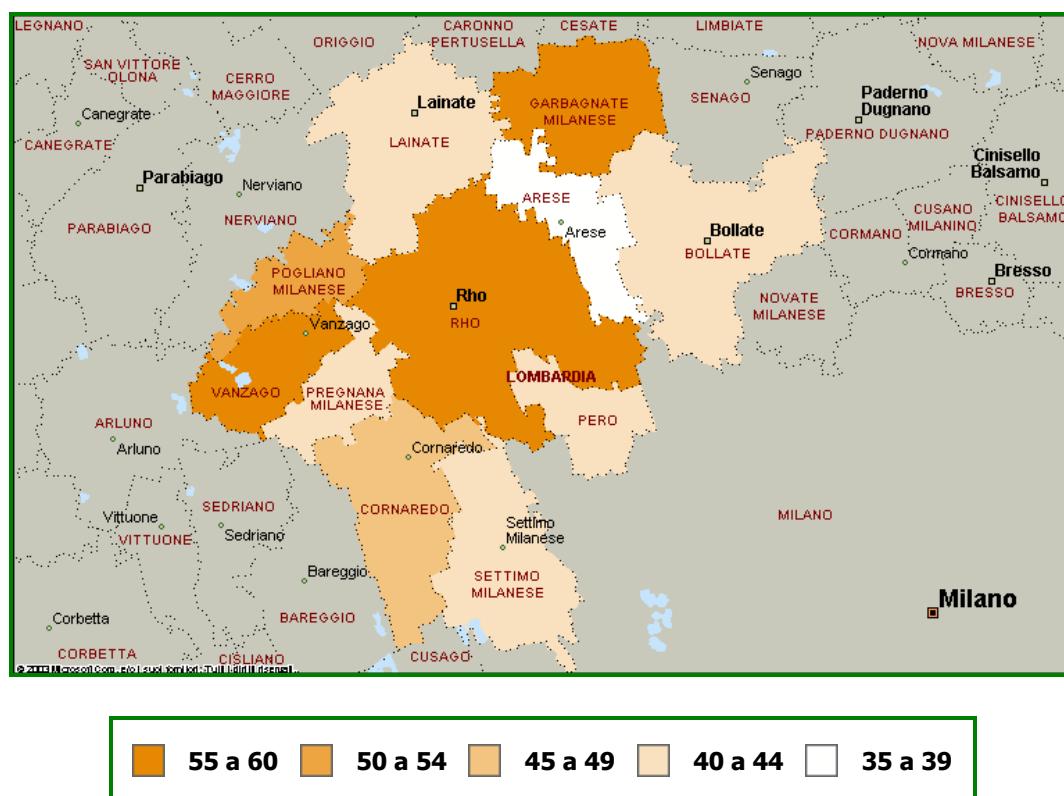 LEGNANO
CARONNO
PERTUSELLA
CESATE
LIMBIATE
ORIGGIO
NOVA MILANESE
SAN VITTORE
OLONA
CERRO
MAGGIORE
Senago
SENAGO
Lainate
LAINATE
GARBAGNATE
MILANESE
Paderno
Dugnano
PADERNO DUGNANO
Canegrate
CANEGRATE
Cinisello
Balsamo
CINISELLO
BALSAMO
Parabiago
PARABIAGO
Nerviano
NERVIANO
ARESE
Arese
Bollate
BOLLATE
CUSANO
MILANINO
CORMANO
Cormano
Bresso
BRESSO
POGLIANO
MILANESE
Rho
RHO
NOVATE
MILANESE
Vanzago
VANZAGO
PREGNANA
MILANESE
LOMBARDIA
PERO
ARLUNO
Arluno
Cornaredo
CORNAREDO
SEDRIANO
Sedriano
Vittuone
VITTUONE
Settimo
Milanese
SETTIMO
MILANESE
MILANO
Milano
Bareggio
BAREGGIO
Corbetta
CORBETTA
CISLIANO
CUSAGO
55 a 60
50 a 54
45 a 49
40 a 44
35 a 39